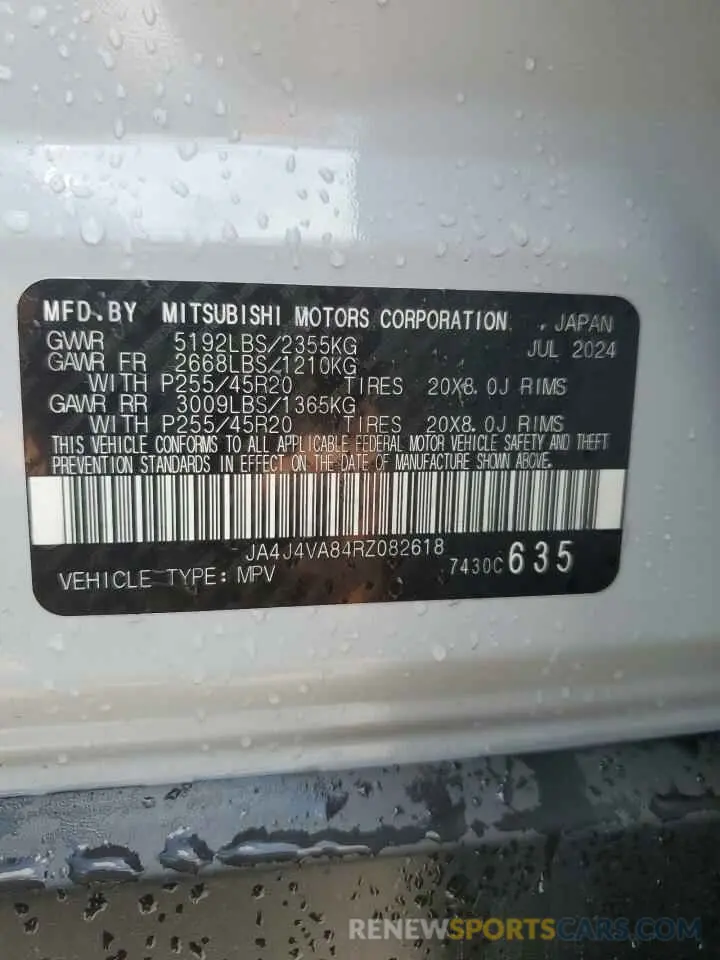 MFD.BY MITSUBISHI MOTORS CORPORATION , JAPAN
GVWR 5192LBS/2355KG JUL 2024
GAWR FR 2668LBS/1210KG
WITH P255/45R20 TIRES 20X8.0J RIMS
GAWR RR 3009LBS/1365KG
WITH P255/45R20 TIRES 20X8.0J RIMS
THIS VEHICLE CONFORMS TO ALL APPLICABLE FEDERAL MOTOR VEHICLE SAFETY AND THEFT
PREVENTION STANDARDS IN EFFECT ON THE DATE OF MANUFACTURE SHOWN ABOVE.
JA4J4VA84RZ082618
VEHICLE TYPE: MPV 7430C 635
RENEWSPORTSCARS.COM